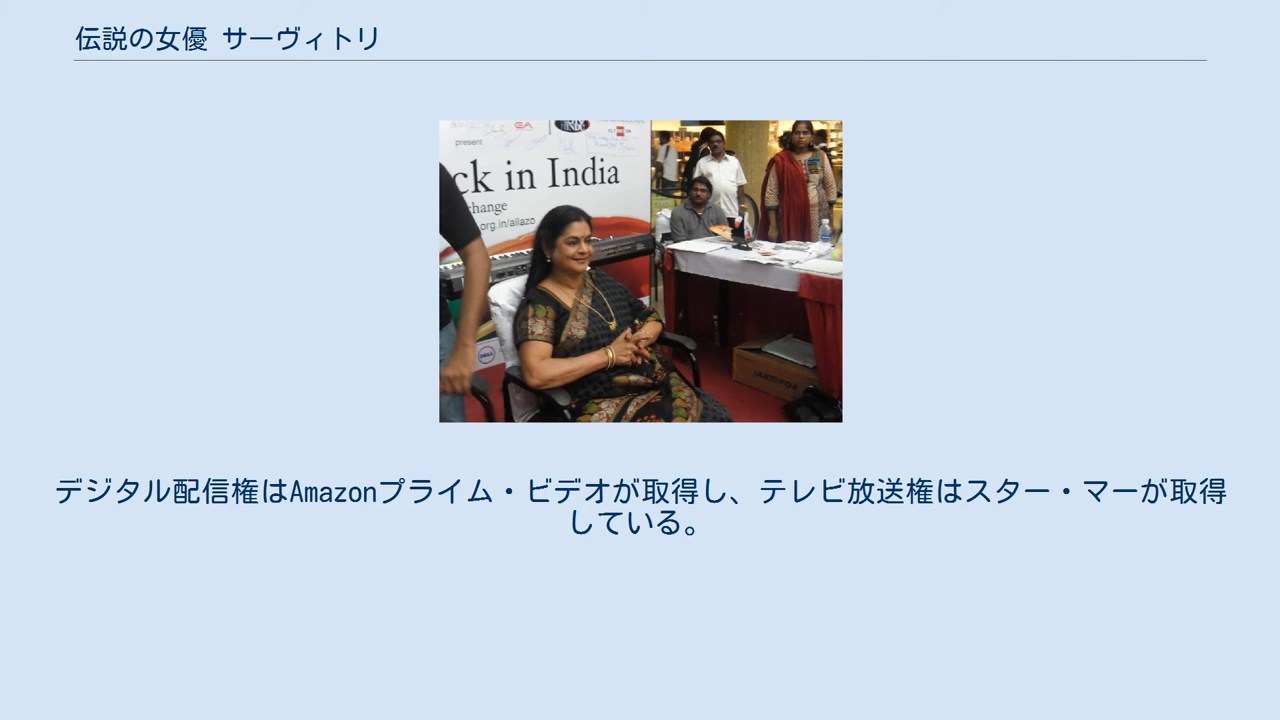 伝説の女優 サーヴィトリ
present
ck in India
change
org.in/allazo
DELL
デジタル配信権はAmazonプライム・ビデオが取得し、テレビ放送権はスター・マーが取得
している。